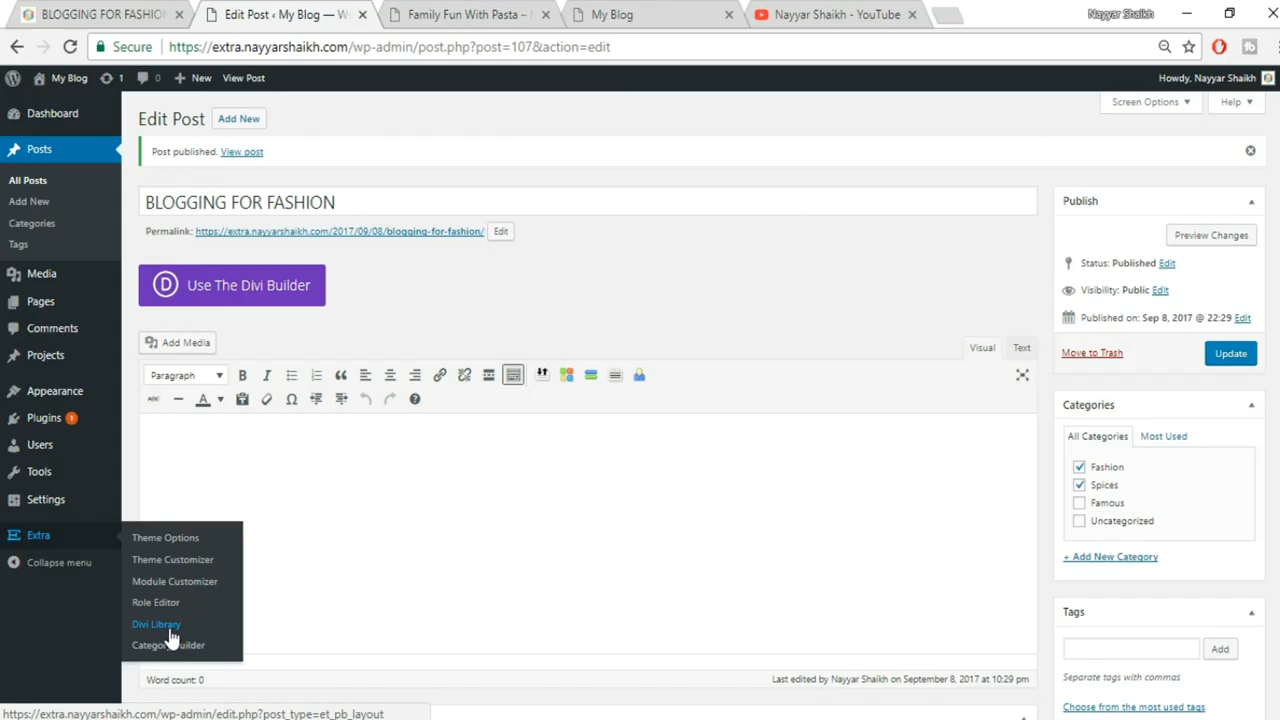 BLOGGING FOR FASHION
Edit Post ‹ My Blog — W
Family Fun With Pasta –
My Blog
Nayyar Shaikh - YouTube
Nayyar Shaikh
Secure
https://extra.nayyarshaikh.com/wp-admin/post.php?post=107&action=edit
My Blog
1
0
New
View Post
Howdy, Nayyar Shaikh
Dashboard
Posts
All Posts
Add New
Categories
Tags
Media
Pages
Comments
Projects
Appearance
Plugins 1
Users
Tools
Settings
Extra
Collapse menu
Theme Options
Theme Customizer
Module Customizer
Role Editor
Divi Library
Screen Options
Help
Edit Post
Add New
Post published. View post
BLOGGING FOR FASHION
Permalink: https://extra.nayyarshaikh.com/2017/09/08/blogging-for-fashion/ Edit
D Use The Divi Builder
Add Media
Visual
Text
Paragraph
B I
ABC
A
Word count: 0
Last edited by Nayyar Shaikh on September 8, 2017 at 10:29 pm
Publish
Preview Changes
Status: Published Edit
Visibility: Public Edit
Published on: Sep 8, 2017 @ 22:29 Edit
Move to Trash
Update
Categories
All Categories
Most Used
Fashion
Spices
Famous
Uncategorized
+ Add New Category
Tags
Add
Separate tags with commas
Choose from the most used tags
https://extra.nayyarshaikh.com/wp-admin/edit.php?post_type=et_pb_layout